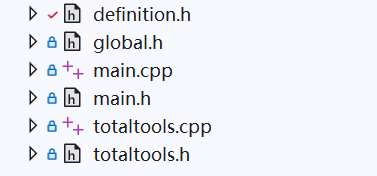 definition.h
global.h
main.cpp
main.h
totaltools.cpp
totaltools.h